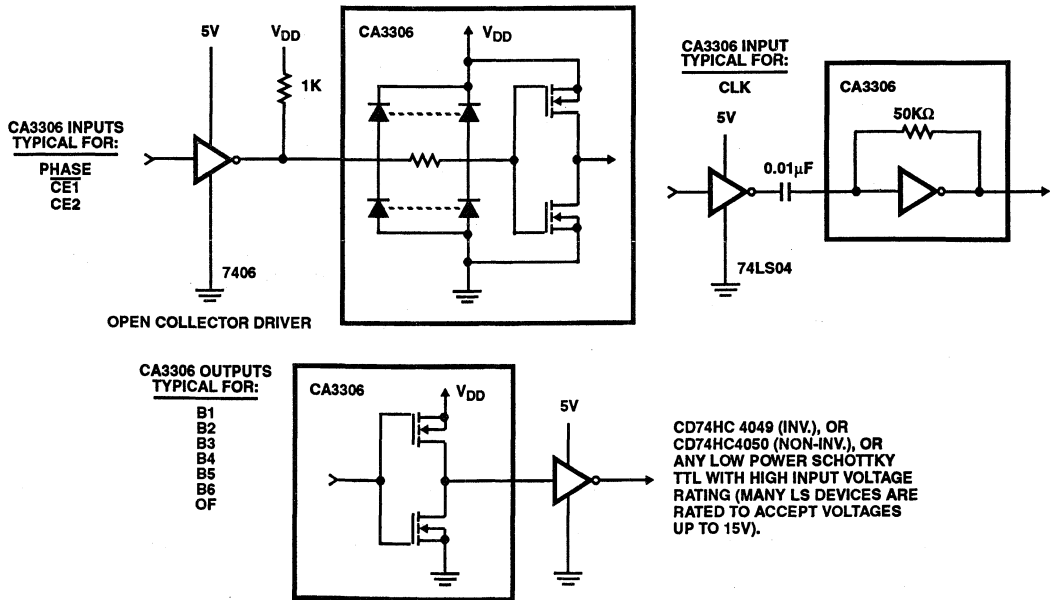 5V
VDD
1K
CA3306
VDD
CA3306 INPUTS
TYPICAL FOR:
PHASE
CE1
CE2
7406
OPEN COLLECTOR DRIVER
CA3306 INPUT
TYPICAL FOR:
CLK
5V
0.01µF
74LS04
CA3306
50KΩ
CA3306 OUTPUTS
TYPICAL FOR:
B1
B2
B3
B4
B5
B6
OF
CA3306
VDD
5V
CD74HC 4049 (INV.), OR
CD74HC4050 (NON-INV.), OR
ANY LOW POWER SCHOTTKY
TTL WITH HIGH INPUT VOLTAGE
RATING (MANY LS DEVICES ARE
RATED TO ACCEPT VOLTAGES
UP TO 15V).